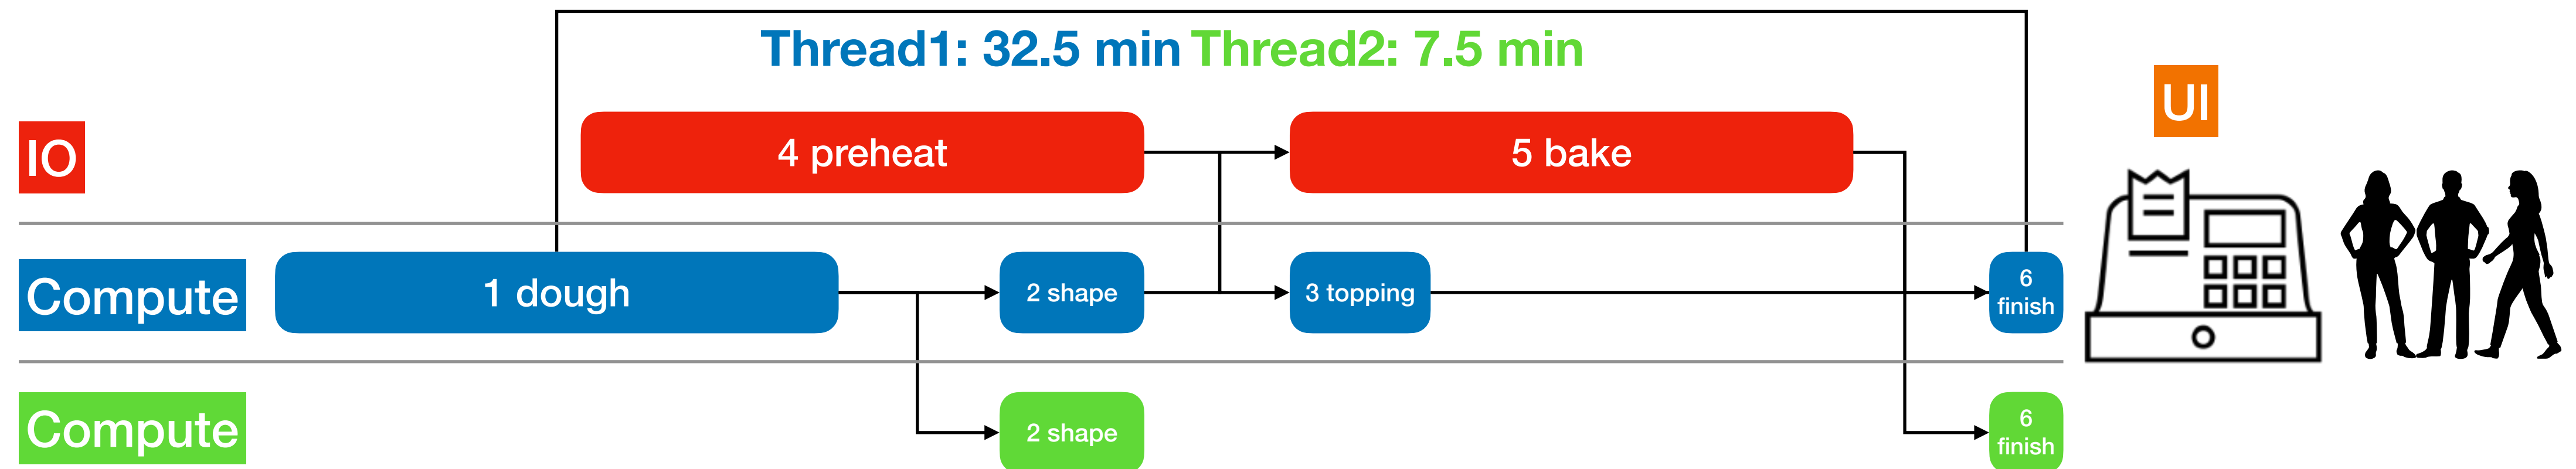 Thread1: 32.5 min Thread2: 7.5 min
UI
IO
4 preheat
5 bake
Compute
1 dough
2 shape
3 topping
6
finish
Compute
2 shape
6
finish